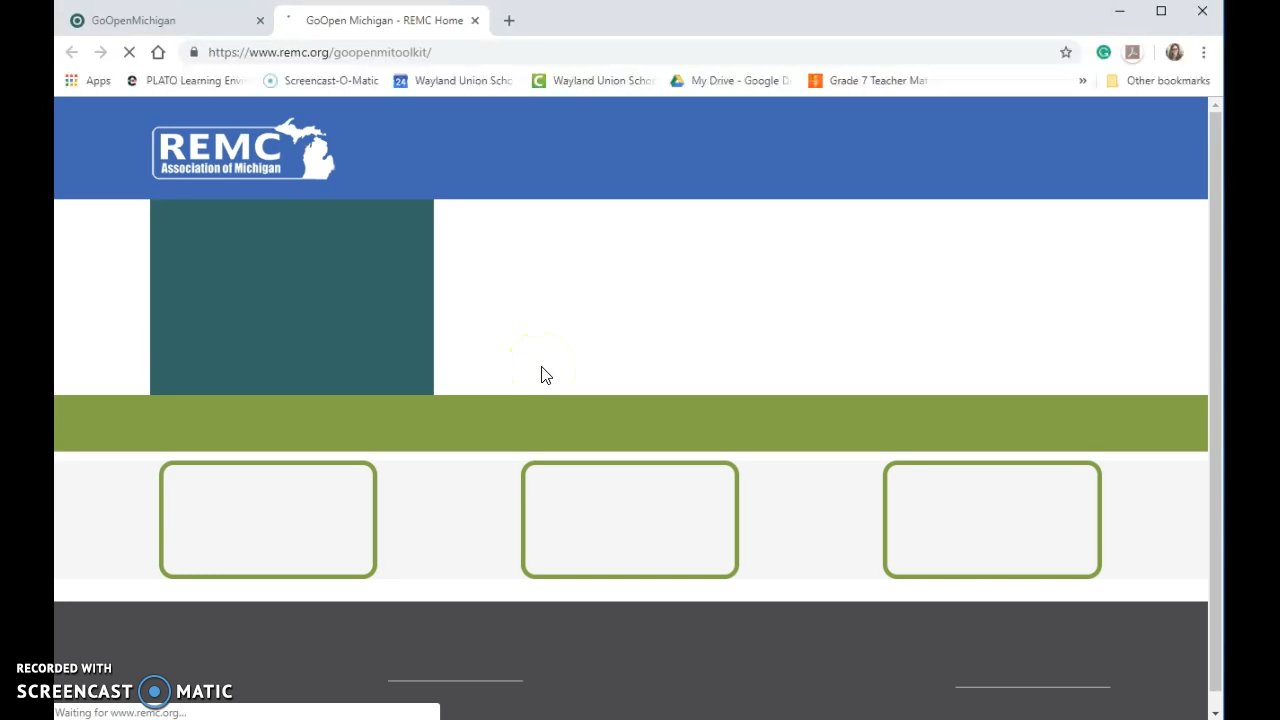 GoOpenMichigan
GoOpen Michigan - REMC Home
https://www.remc.org/goopenmitoolkit/
Apps
PLATO Learning Envi
Screencast-O-Matic
24
Wayland Union Scho
C
Wayland Union Scho
My Drive - Google D
Grade 7 Teacher Mat
»
Other bookmarks
REMC
Association of Michigan
RECORDED WITH
SCREENCAST MATIC
Waiting for www.remc.org...